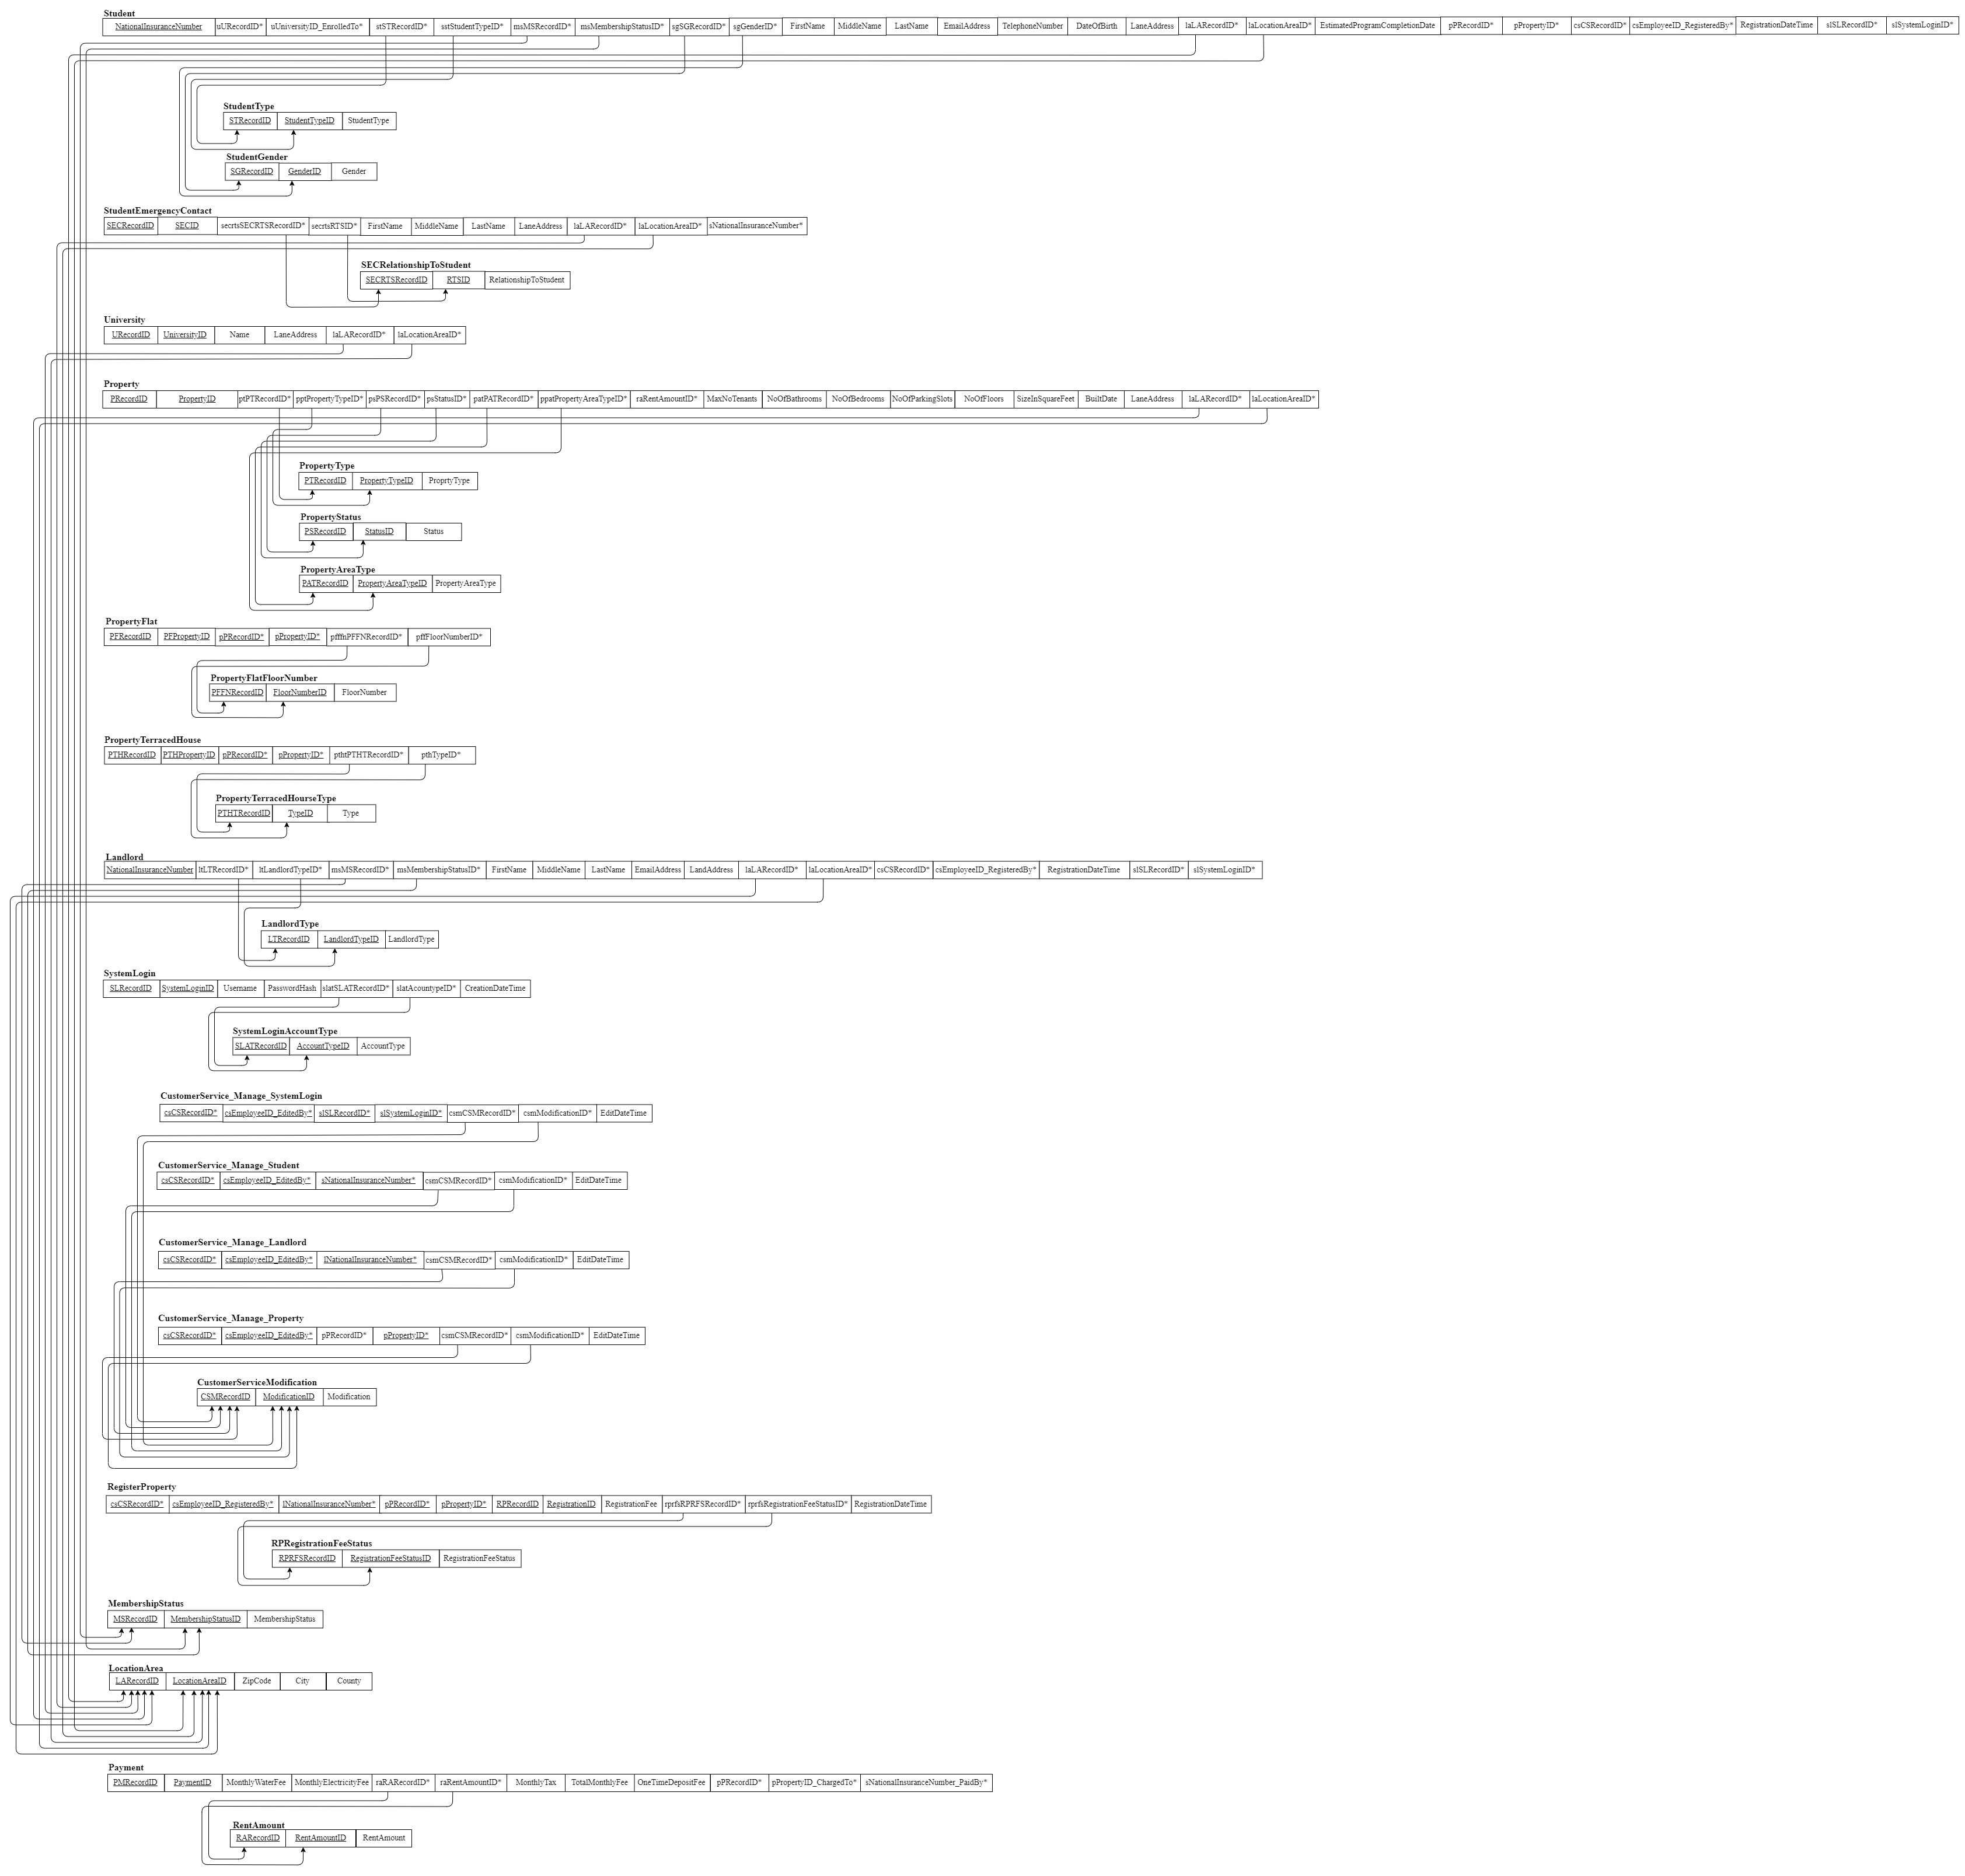 Student
NationalInsuranceNumber uURecordID* uUniversityID_EnrolledTo* stSTRecordID* sstStudentTypeID* msMSRecordID* msMembershipStatusID* sgSGRecordID* sgGenderID* FirstName MiddleName LastName EmailAddress TelephoneNumber DateOfBirth LaneAddress laLARecordID* laLocationAreaID* EstimatedProgramCompletionDate pPRecordID* pPropertyID* csCSRecordID* csEmployeeID_RegisteredBy* RegistrationDateTime slSLRecordID* slSystemLoginID*
StudentType
STRecordID StudentTypeID StudentType
StudentGender
SGRecordID GenderID Gender
StudentEmergencyContact
SECRecordID SECID secrtsSECRTSRecordID* secrtsRTSID* FirstName MiddleName LastName LaneAddress laLARecordID* laLocationAreaID* sNationalInsuranceNumber*
SECRelationshipToStudent
SECRTSRecordID RTSID RelationshipToStudent
University
URecordID UniversityID Name LaneAddress laLARecordID* laLocationAreaID*
Property
PRecordID PropertyID ptPTRecordID* pptPropertyTypeID* psPSRecordID* psStatusID* patPATRecordID* ppatPropertyAreaTypeID* raRentAmountID* MaxNoTenants NoOfBathrooms NoOfBedrooms NoOfParkingSlots NoOfFloors SizeInSquareFeet BuiltDate LaneAddress laLARecordID* laLocationAreaID*
PropertyType
PTRecordID PropertyTypeID ProprtyType
PropertyStatus
PSRecordID StatusID Status
PropertyAreaType
PATRecordID PropertyAreaTypeID PropertyAreaType
PropertyFlat
PFRecordID PFPropertyID pPRecordID* pPropertyID* pfffnPFFNRecordID* pffFloorNumberID*
PropertyFlatFloorNumber
PFFNRecordID FloorNumberID FloorNumber
PropertyTerracedHouse
PTHRecordID PTHPropertyID pPRecordID* pPropertyID* pthtPTHTRecordID* pthTypeID*
PropertyTerracedHourseType
PTHTRecordID TypeID Type
Landlord
NationalInsuranceNumber ltLTRecordID* ltLandlordTypeID* msMSRecordID* msMembershipStatusID* FirstName MiddleName LastName EmailAddress LandAddress laLARecordID* laLocationAreaID* csCSRecordID* csEmployeeID_RegisteredBy* RegistrationDateTime slSLRecordID* slSystemLoginID*
LandlordType
LTRecordID LandlordTypeID LandlordType
SystemLogin
SLRecordID SystemLoginID Username PasswordHash slatSLATRecordID* slatAcountypeID* CreationDateTime
SystemLoginAccountType
SLATRecordID AccountTypeID AccountType
CustomerService_Manage_SystemLogin
csCSRecordID* csEmployeeID_EditedBy* slSLRecordID* slSystemLoginID* csmCSMRecordID* csmModificationID* EditDateTime
CustomerService_Manage_Student
csCSRecordID* csEmployeeID_EditedBy* sNationalInsuranceNumber* csmCSMRecordID* csmModificationID* EditDateTime
CustomerService_Manage_Landlord
csCSRecordID* csEmployeeID_EditedBy* lNationalInsuranceNumber* csmCSMRecordID* csmModificationID* EditDateTime
CustomerService_Manage_Property
csCSRecordID* csEmployeeID_EditedBy* pPRecordID* pPropertyID* csmCSMRecordID* csmModificationID* EditDateTime
CustomerServiceModification
CSMRecordID ModificationID Modification
RegisterProperty
csCSRecordID* csEmployeeID_RegisteredBy* lNationalInsuranceNumber* pPRecordID* pPropertyID* RPRecordID RegistrationID RegistrationFee rprfsRPRFSRecordID* rprfsRegistrationFeeStatusID* RegistrationDateTime
RPRegistrationFeeStatus
RPRFSRecordID RegistrationFeeStatusID RegistrationFeeStatus
MembershipStatus
MSRecordID MembershipStatusID MembershipStatus
LocationArea
LARecordID LocationAreaID ZipCode City County
Payment
PMRecordID PaymentID MonthlyWaterFee MonthlyElectricityFee raRARecordID* raRentAmountID* MonthlyTax TotalMonthlyFee OneTimeDepositFee pPRecordID* pPropertyID_ChargedTo* sNationalInsuranceNumber_PaidBy*
RentAmount
RARecordID RentAmountID RentAmount